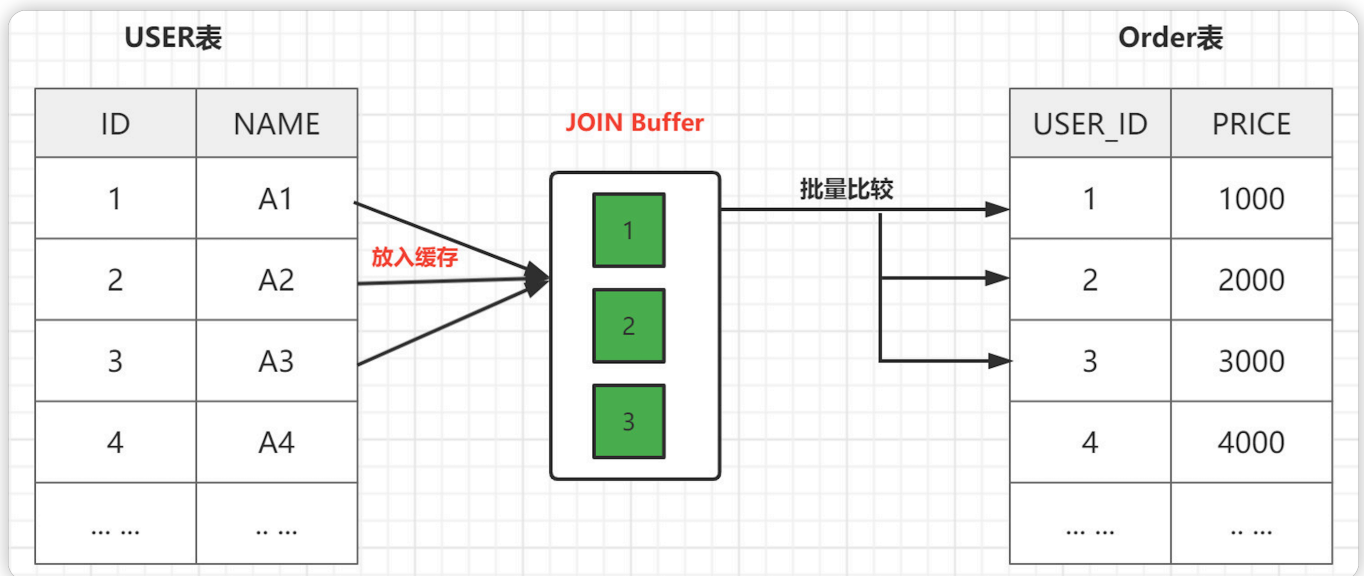 USER表
Order表
ID NAME
1 A1
2 A2
3 A3
4 A4
... ... .. ...
放入缓存
JOIN Buffer
1
2
3
批量比较
USER_ID PRICE
1 1000
2 2000
3 3000
4 4000
... ... .. ...